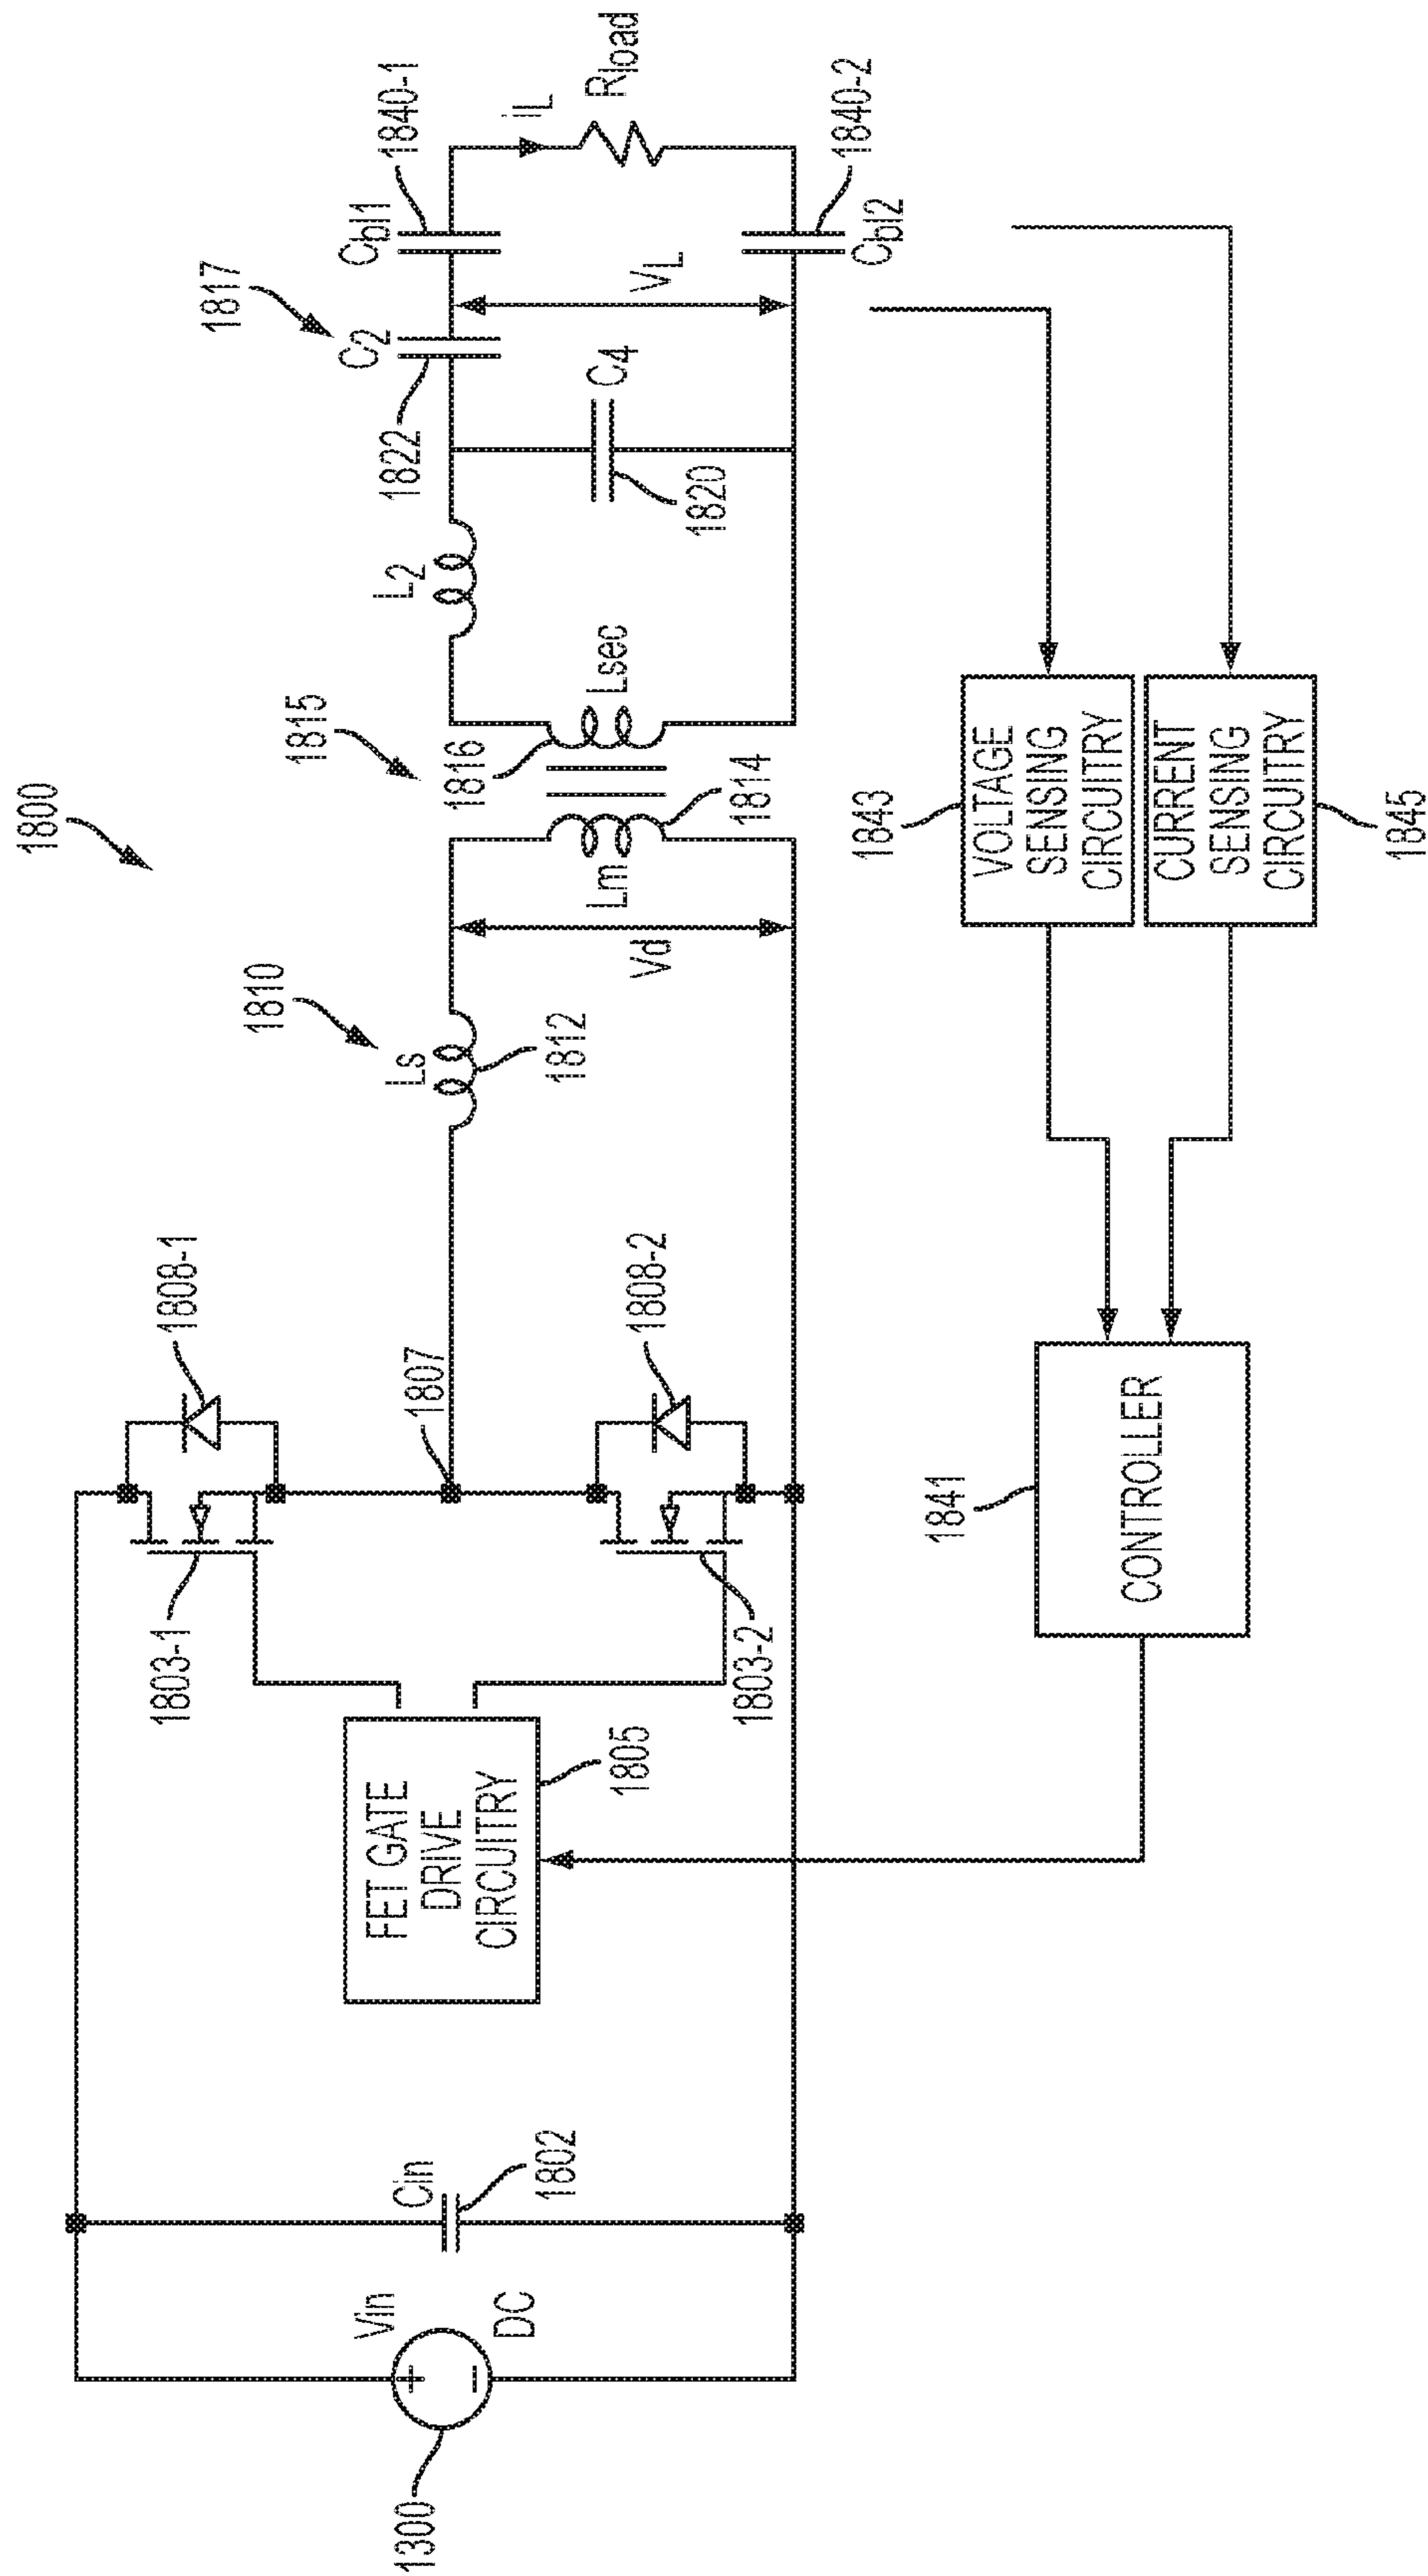 1800
1817
1840-1
Cbl1
C2
1822
IL
Rload
VL
1840-2
Cbl2
C4
1820
L2
Lsec
1815
1816
1814
Lm
Vd
1810
Ls
1812
1808-1
1807
1808-2
1803-1
1803-2
FET GATE
DRIVE
CIRCUITRY
1805
Cin
1802
Vin
+
−
DC
1300
VOLTAGE
SENSING
CIRCUITRY
1843
CURRENT
SENSING
CIRCUITRY
1845
CONTROLLER
1841